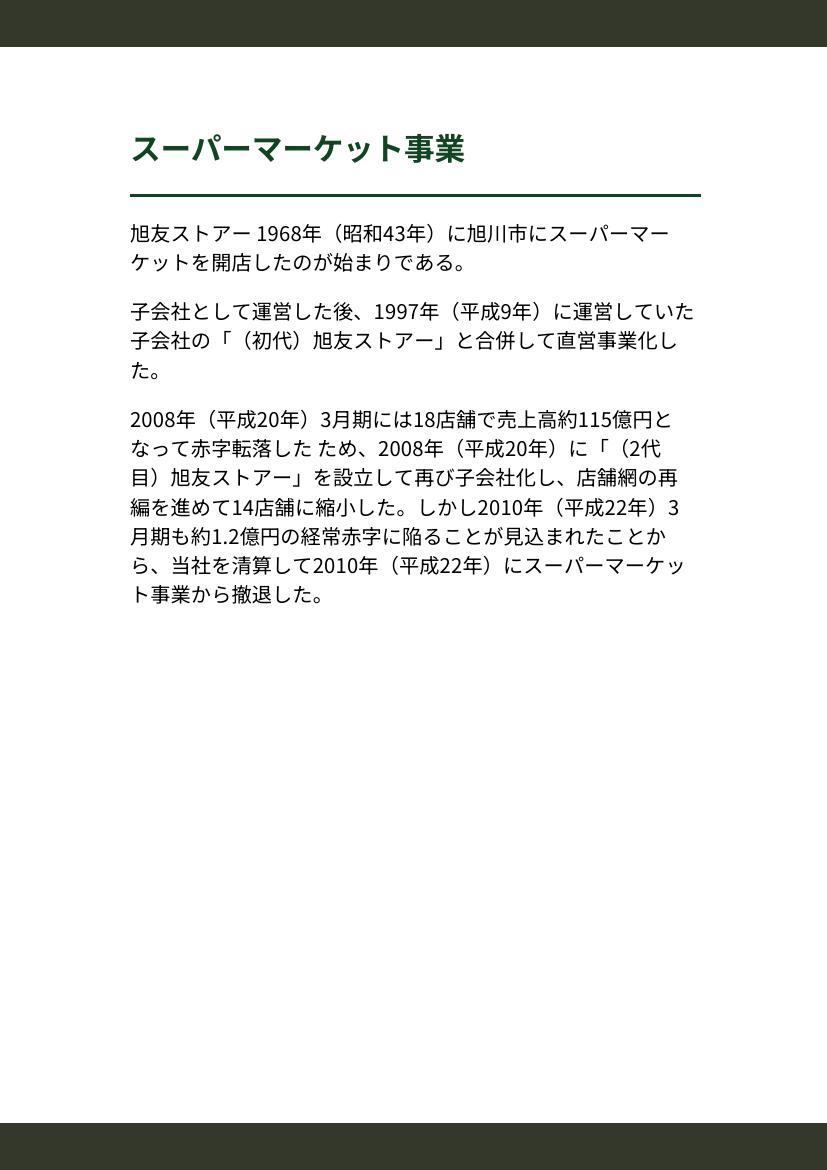 スーパーマーケット事業
旭友ストアー 1968年（昭和43年）に旭川市にスーパーマー
ケットを開店したのが始まりである。
子会社として運営した後、1997年（平成9年）に運営していた
子会社の「（初代）旭友ストアー」と合併して直営事業化し
た。
2008年（平成20年）3月期には18店舗で売上高約115億円と
なって赤字転落した ため、2008年（平成20年）に「（2代
目）旭友ストアー」を設立して再び子会社化し、店舗網の再
編を進めて14店舗に縮小した。しかし2010年（平成22年）3
月期も約1.2億円の経常赤字に陥ることが見込まれたことか
ら、当社を清算して2010年（平成22年）にスーパーマーケッ
ト事業から撤退した。